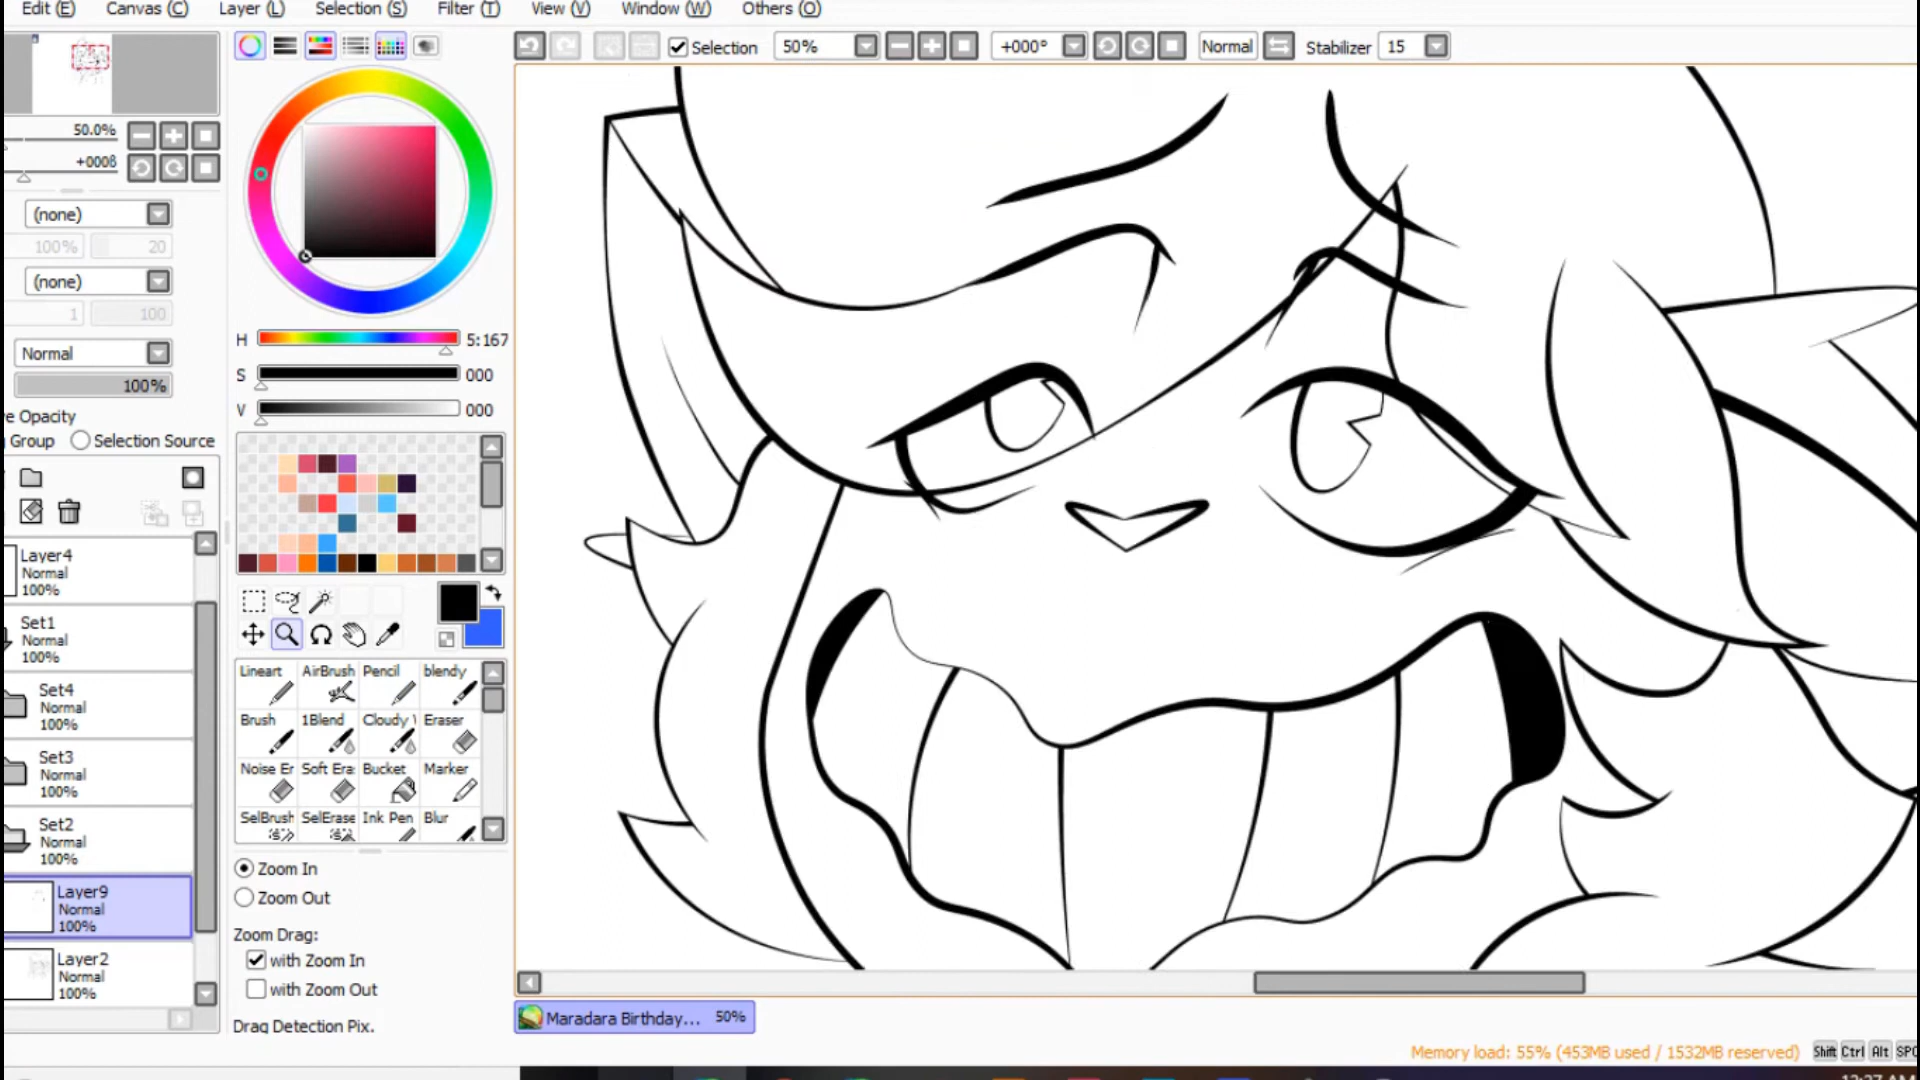 Edit (E) Canvas (C) Layer (L) Selection (S) Filter (T) View (V) Window (W) Others (O)
Selection 50% +000° Normal Stabilizer 15
50.0%
+000ß
(none)
100% 20
(none)
1 100
Normal
100%
e Opacity
Group Selection Source
Layer4
Normal
100%
Set1
Normal
100%
Set4
Normal
100%
Set3
Normal
100%
Set2
Normal
100%
Layer9
Normal
100%
Layer2
Normal
100%
H 5:167
S 000
V 000
Lineart AirBrush Pencil blendy
Brush 1Blend Cloudy Eraser
Noise Er Soft Era Bucket Marker
SelBrush SelErase Ink Pen Blur
Zoom In
Zoom Out
Zoom Drag:
with Zoom In
with Zoom Out
Drag Detection Pix.
Maradara Birthday... 50%
Memory load: 55% (453MB used / 1532MB reserved) Shift Ctrl Alt SPC